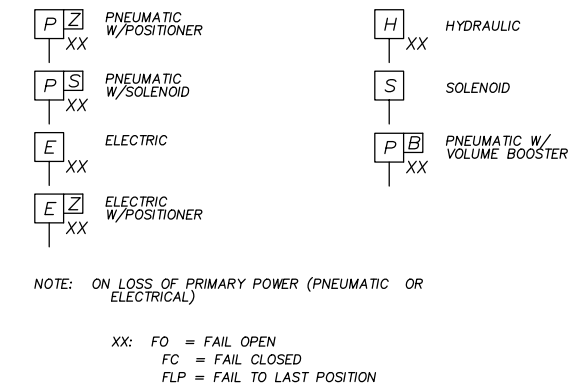 P Z PNEUMATIC
W/POSITIONER
XX
P S PNEUMATIC
W/SOLENOID
XX
E ELECTRIC
XX
E Z ELECTRIC
W/POSITIONER
XX
H HYDRAULIC
XX
S SOLENOID
P B PNEUMATIC W/
VOLUME BOOSTER
XX
NOTE: ON LOSS OF PRIMARY POWER (PNEUMATIC OR
ELECTRICAL)
XX: FO = FAIL OPEN
FC = FAIL CLOSED
FLP = FAIL TO LAST POSITION